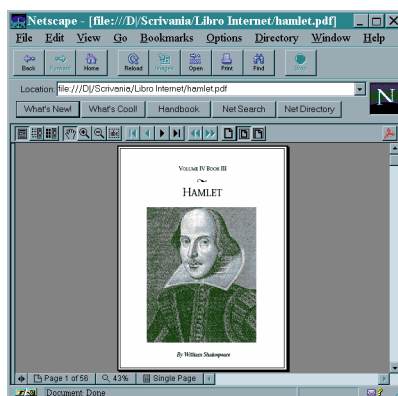 Netscape - [file:///D|/Scrivania/Libro Internet/hamlet.pdf]
File Edit View Go Bookmarks Options Directory Window Help
Back Forward Home Reload Images Open Print Find Stop
Location: file:///D|/Scrivania/Libro Internet/hamlet.pdf
N
What's New! What's Cool! Handbook Net Search Net Directory
VOLUME IV BOOK III
HAMLET
By William Shakespeare
Page 1 of 56 43% Single Page
Document: Done